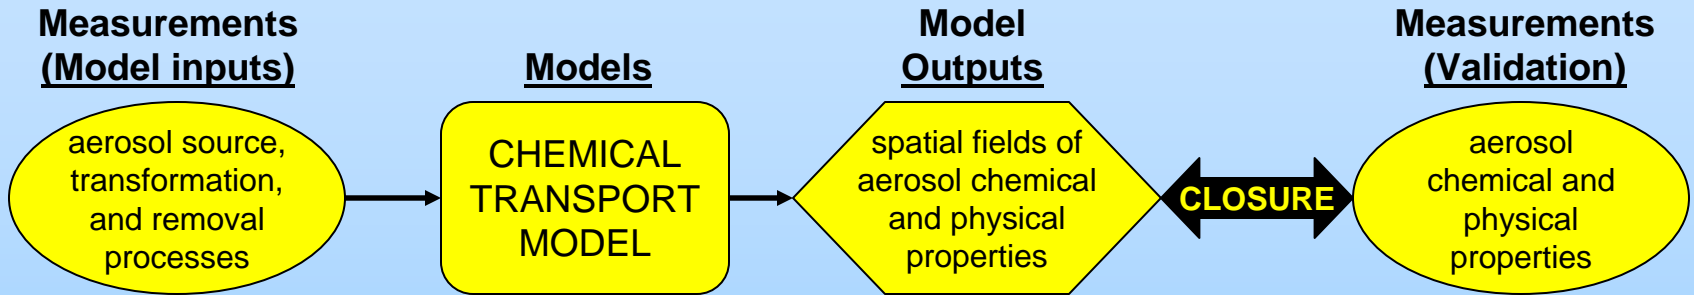 Measurements
(Model inputs)
Models
Model
Outputs
Measurements
(Validation)
aerosol source,
transformation,
and removal
processes
CHEMICAL
TRANSPORT
MODEL
spatial fields of
aerosol chemical
and physical
properties
CLOSURE
aerosol
chemical and
physical
properties